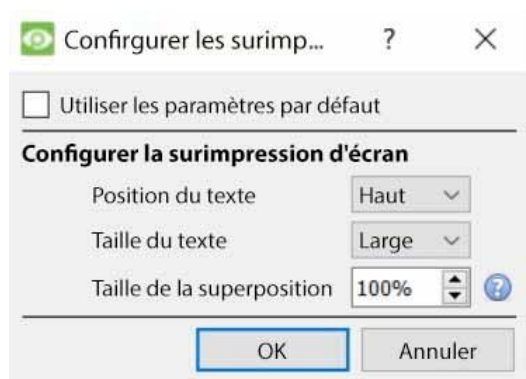 Confirgurer les surimp... ? ×
Utiliser les paramètres par défaut
Configurer la surimpression d'écran
Position du texte Haut
Taille du texte Large
Taille de la superposition 100% ?
OK Annuler